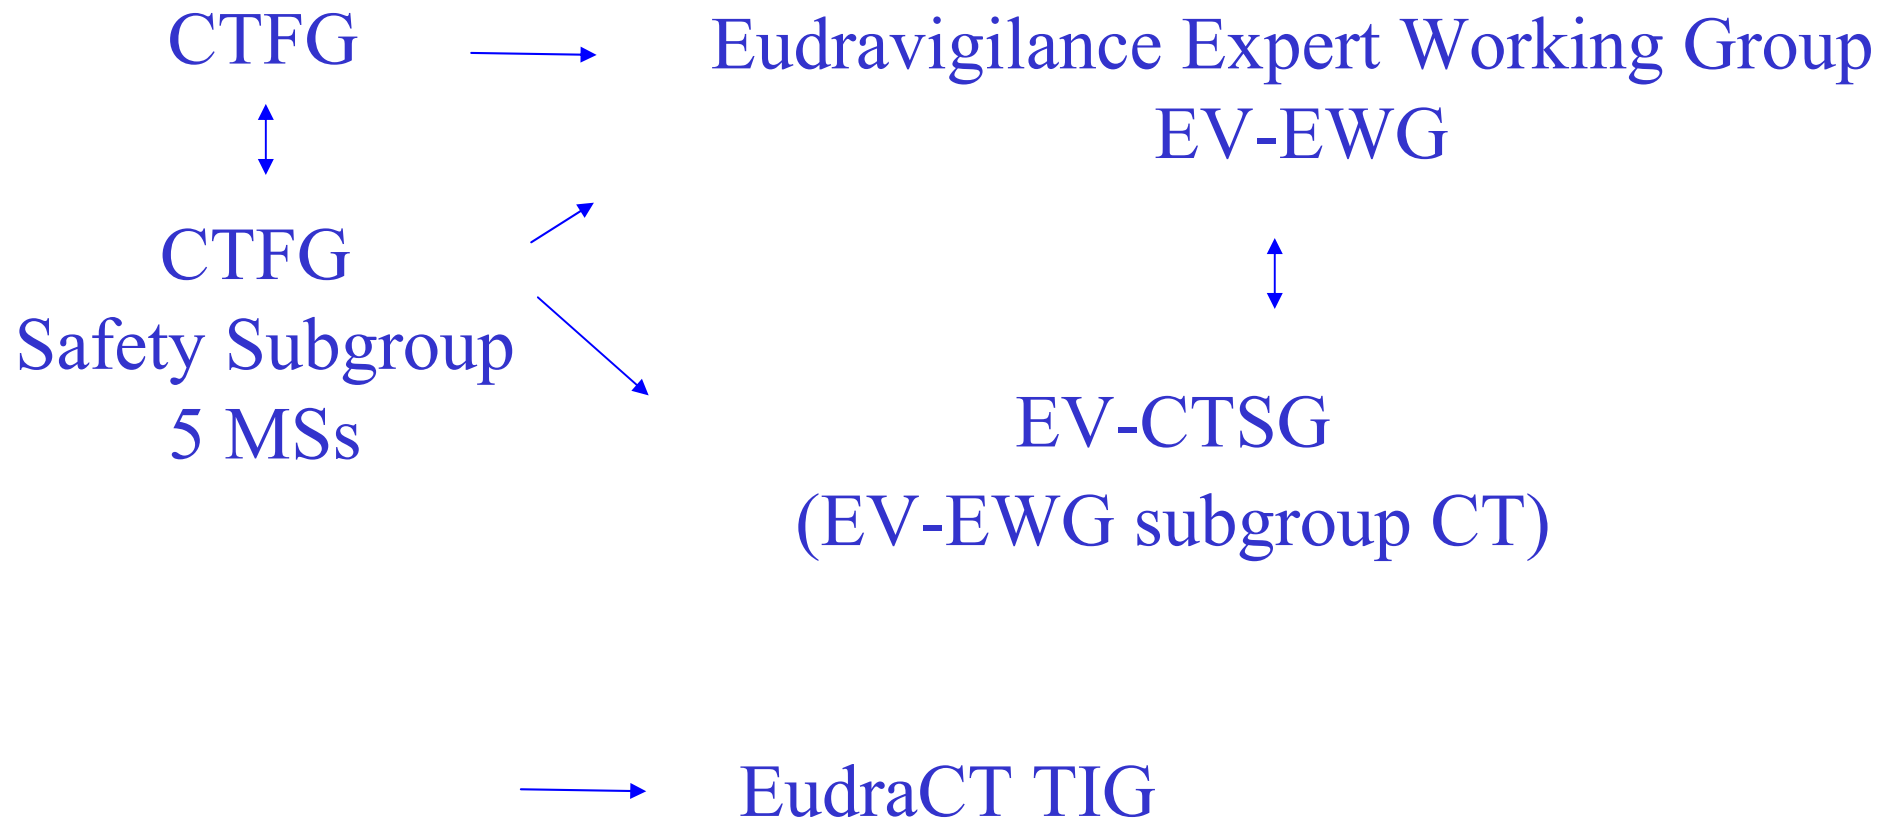 CTFG
Eudravigilance Expert Working Group
EV-EWG
CTFG
Safety Subgroup
5 MSs
EV-CTSG
(EV-EWG subgroup CT)
EudraCT TIG